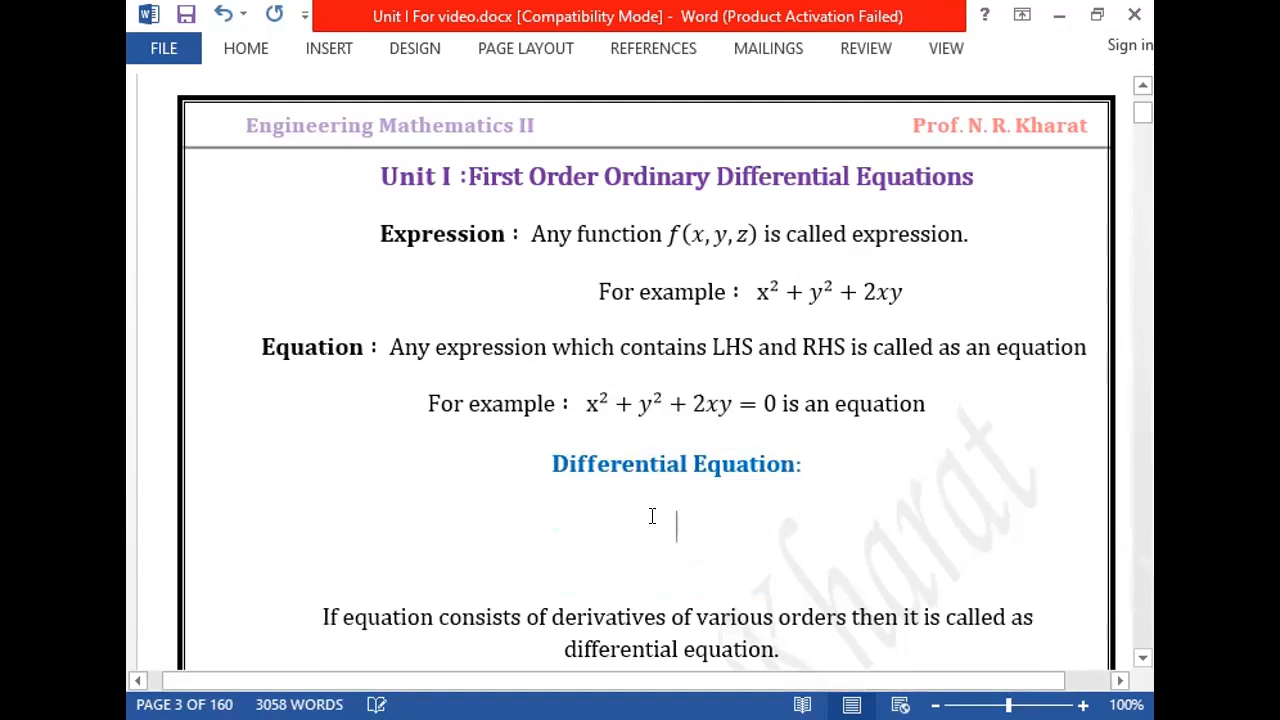 Unit I For video.docx [Compatibility Mode] - Word (Product Activation Failed)
?
FILE HOME INSERT DESIGN PAGE LAYOUT REFERENCES MAILINGS REVIEW VIEW Sign in
Engineering Mathematics II Prof. N. R. Kharat
Unit I :First Order Ordinary Differential Equations
Expression : Any function f(x, y, z) is called expression.
For example : x² + y² + 2xy
Equation : Any expression which contains LHS and RHS is called as an equation
For example : x² + y² + 2xy = 0 is an equation
Differential Equation:
If equation consists of derivatives of various orders then it is called as
differential equation.
Kharat
PAGE 3 OF 160 3058 WORDS 100%